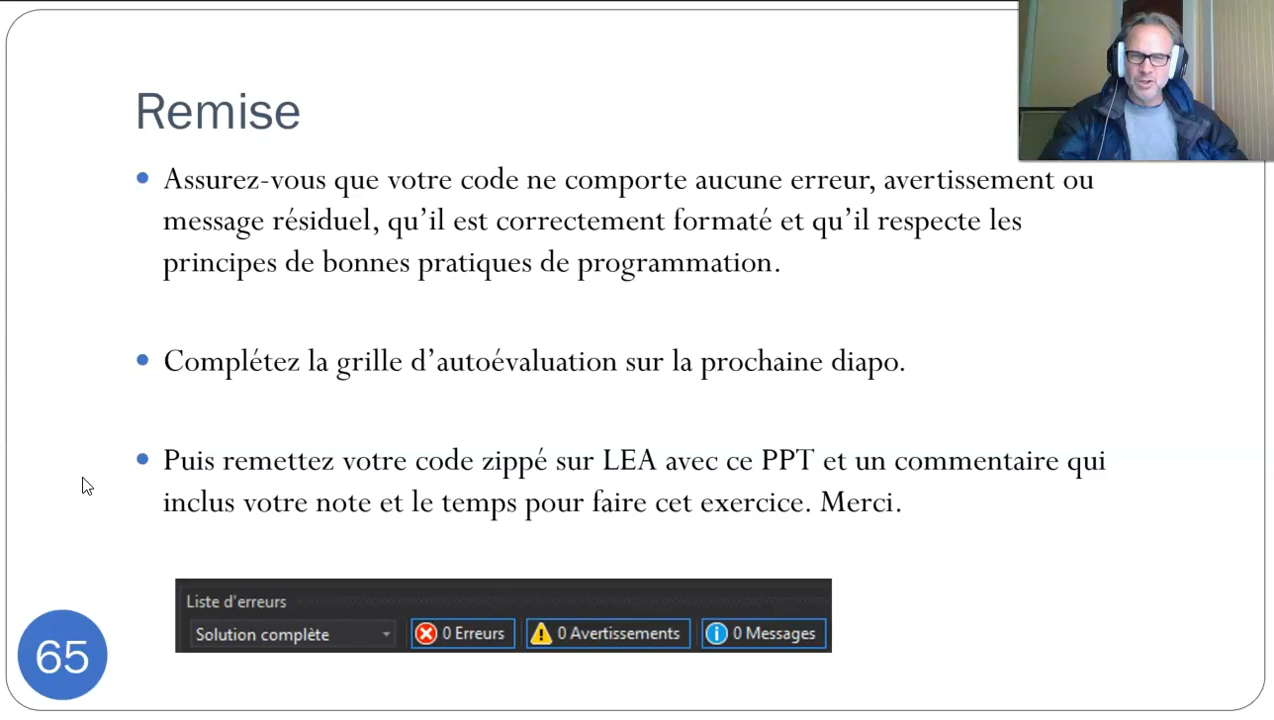 Remise
• Assurez-vous que votre code ne comporte aucune erreur, avertissement ou
message résiduel, qu’il est correctement formaté et qu’il respecte les
principes de bonnes pratiques de programmation.
• Complétez la grille d’autoévaluation sur la prochaine diapo.
• Puis remettez votre code zippé sur LEA avec ce PPT et un commentaire qui
inclus votre note et le temps pour faire cet exercice. Merci.
Liste d'erreurs
Solution complète 0 Erreurs 0 Avertissements 0 Messages
65